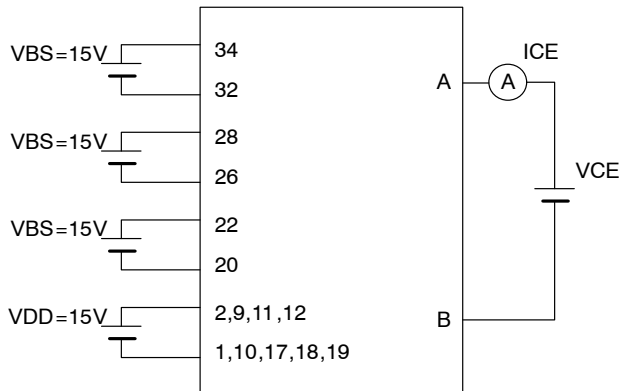 VBS=15V
34
32
VBS=15V
28
26
VBS=15V
22
20
VDD=15V
2,9,11,12
1,10,17,18,19
A
ICE
A
VCE
B